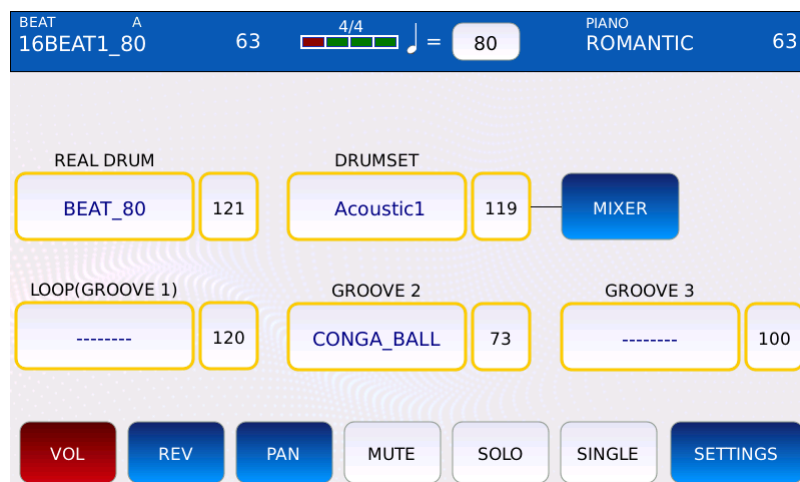 BEAT A
16BEAT1_80 63
4/4
= 80
PIANO
ROMANTIC 63
REAL DRUM
BEAT_80 121
DRUMSET
Acoustic1 119
MIXER
LOOP(GROOVE 1)
-------- 120
GROOVE 2
CONGA_BALL 73
GROOVE 3
-------- 100
VOL REV PAN MUTE SOLO SINGLE SETTINGS